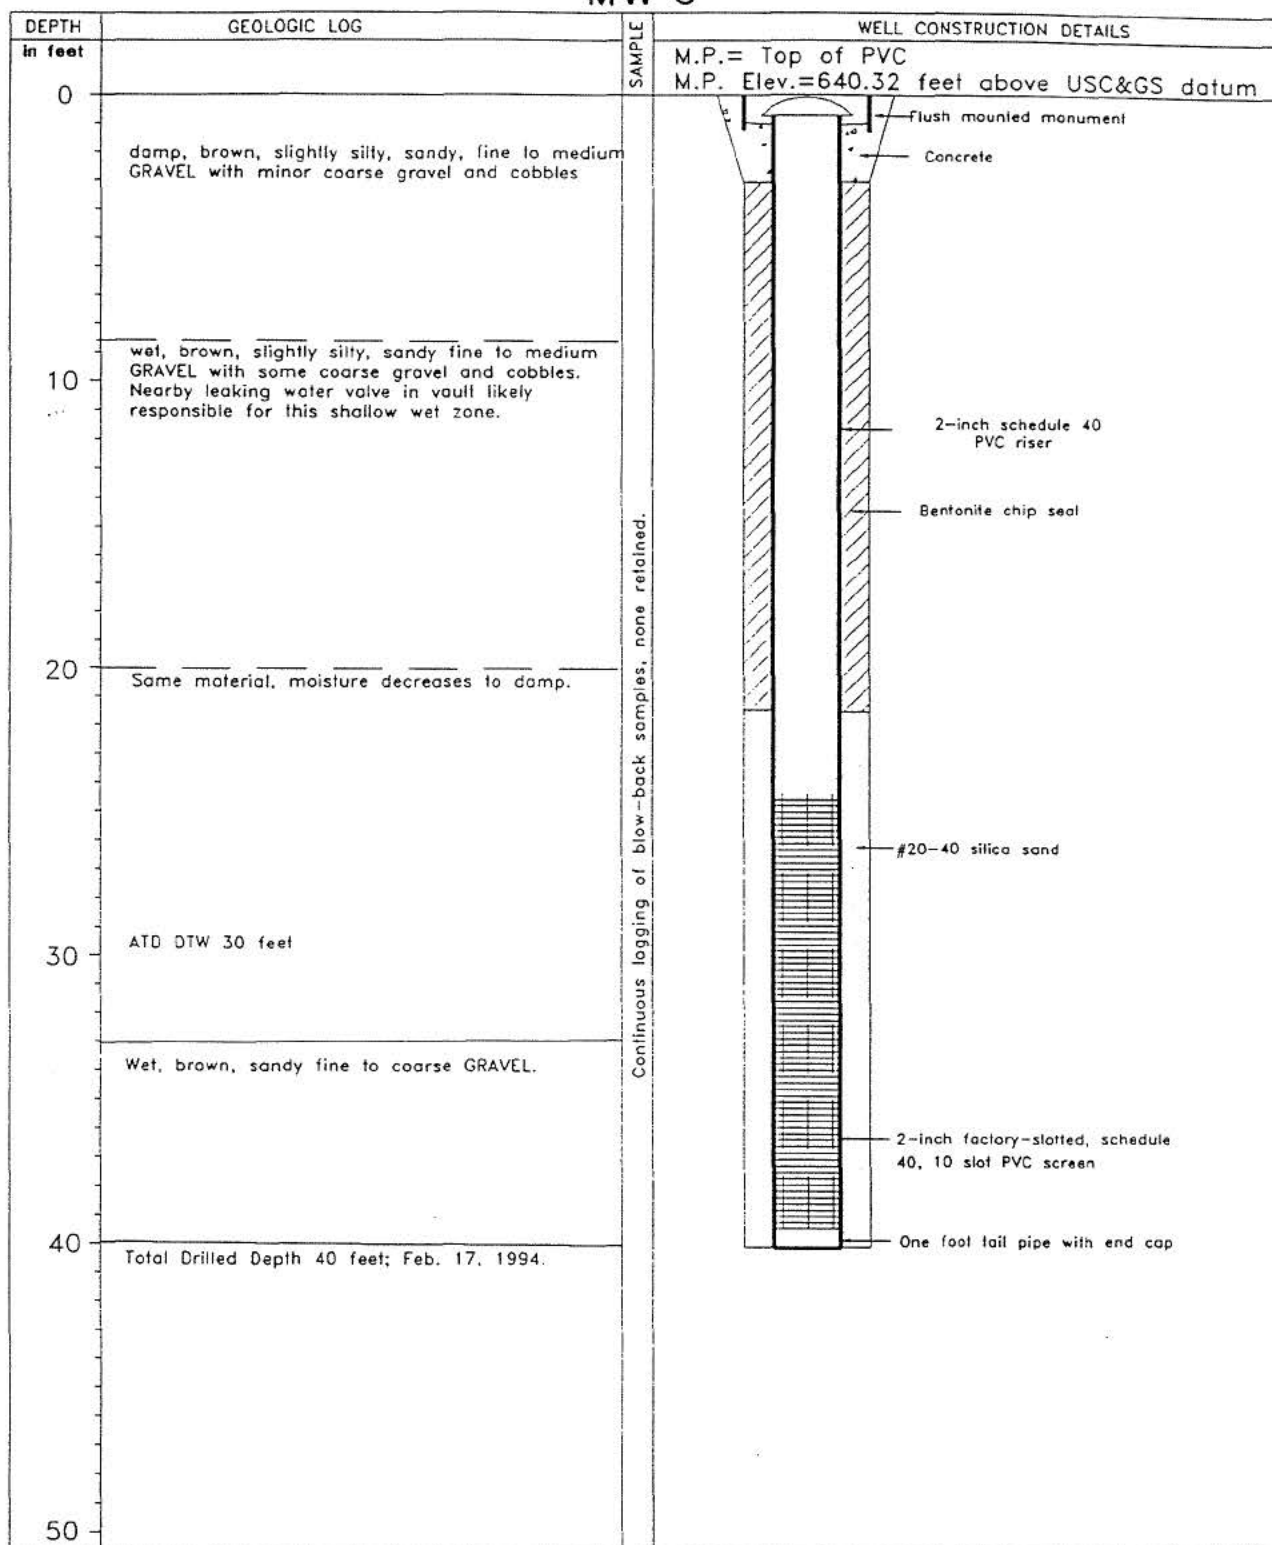 DEPTH
in feet
GEOLOGIC LOG
SAMPLE
WELL CONSTRUCTION DETAILS
M.P.= Top of PVC
M.P. Elev.=640.32 feet above USC&GS datum
0
10
20
30
40
50
damp, brown, slightly silty, sandy, fine to medium
GRAVEL with minor coarse gravel and cobbles
wet, brown, slightly silty, sandy fine to medium
GRAVEL with some coarse gravel and cobbles.
Nearby leaking water valve in vault likely
responsible for this shallow wet zone.
Same material, moisture decreases to damp.
ATD DTW 30 feet
Wet, brown, sandy fine to coarse GRAVEL.
Total Drilled Depth 40 feet; Feb. 17, 1994.
Continuous logging of blow-back samples, none retained.
Flush mounted monument
Concrete
2-inch schedule 40
PVC riser
Bentonite chip seal
#20-40 silica sand
2-inch factory-slotted, schedule
40, 10 slot PVC screen
One foot tail pipe with end cap